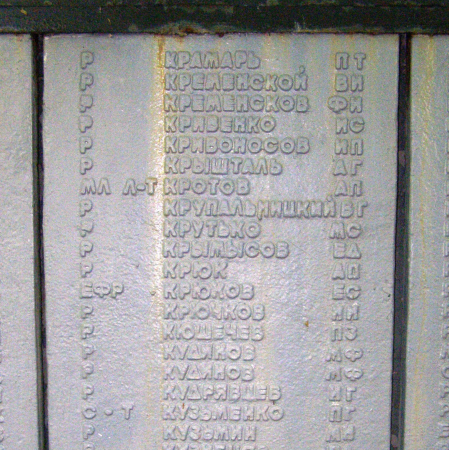 Р КРАМАРЬ ПТ
Р КРЕМЕНСКОЙ ВИ
Р КРЕМЕНСКОВ ФИ
Р КРИВЕНКО ИС
Р КРИВОНОСОВ ИП
Р КРЫШТАЛЬ АГ
МЛ Л-Т КРОТОВ АП
Р КРУПАЛЬНИЦКИЙ ВГ
Р КРУТЬКО МС
Р КРЫМЫСОВ ЕД
Р КРЮК АП
ЕФР КРЮКОВ ЕС
Р КРЮЧКОВ ИИ
Р КЮШЕЧЕВ ПЗ
Р КУДИНОВ МФ
Р КУДИНОВ МФ
Р КУДРЯВЦЕВ ИГ
С-Т КУЗЬМЕНКО ПГ
Р КУЗЬМИН МИ